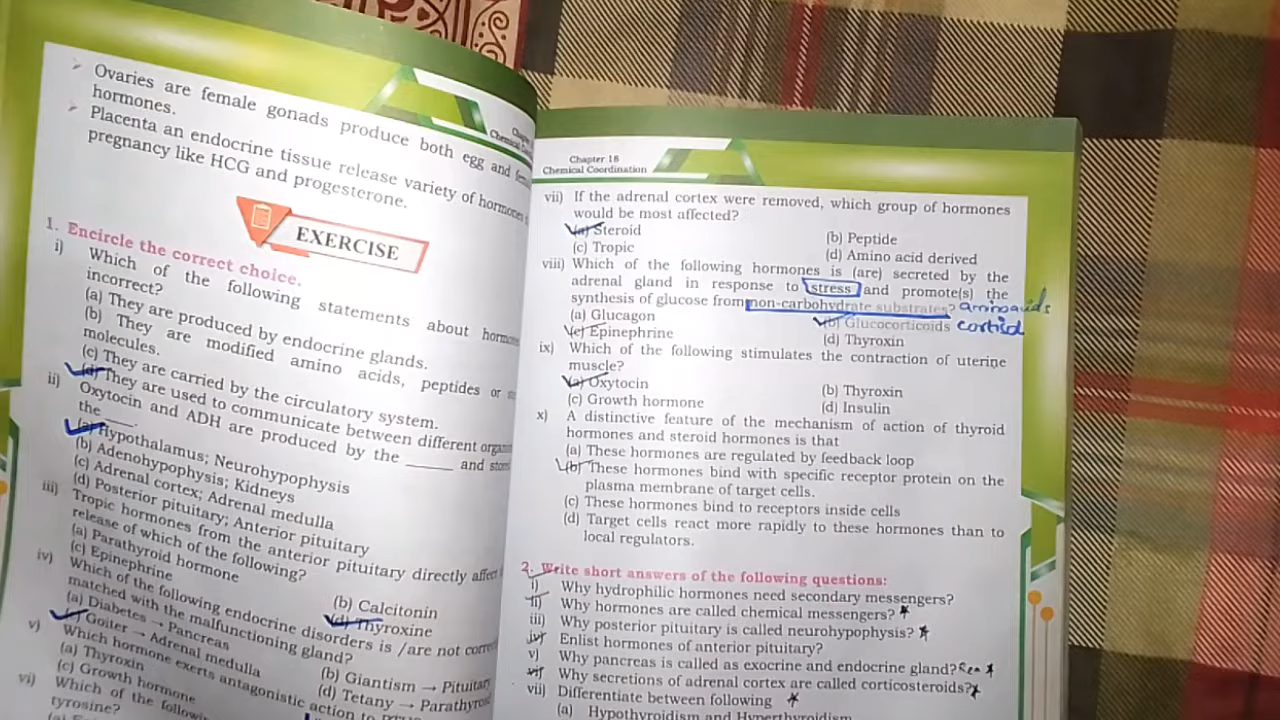 Ovaries are female gonads produce both egg and
hormones.
Placenta an endocrine tissue release variety of hormones
pregnancy like HCG and progesterone.
EXERCISE
1. Encircle the correct choice.
i) Which of the following statements about
incorrect?
(a) They are produced by endocrine glands.
(b) They are modified amino acids, peptides or
molecules.
(c) They are carried by the circulatory system.
(d) They are used to communicate between different
ii) Oxytocin and ADH are produced by the ______ and
the ____.
(a) Hypothalamus; Neurohypophysis
(b) Adenohypophysis; Kidneys
(c) Adrenal cortex; Adrenal medulla
(d) Posterior pituitary; Anterior pituitary
iii) Tropic hormones from the anterior pituitary directly affect
release of which of the following?
(a) Parathyroid hormone
(b) Calcitonin
(c) Epinephrine
(d) Thyroxine
iv) Which of the following endocrine disorders is /are not
matched with the malfunctioning gland?
(a) Diabetes → Pancreas
(b) Giantism → Pituitary
(c) Goiter → Adrenal medulla
(d) Tetany → Parathyroid
v) Which hormone exerts antagonistic action to
(a) Thyroxin
(c) Growth hormone
vi) Which of the
tyrosine?
Chapter 18
Chemical Coordination
vii) If the adrenal cortex were removed, which group of hormones
would be most affected?
(a) Steroid
(b) Peptide
(c) Tropic
(d) Amino acid derived
viii) Which of the following hormones is (are) secreted by the
adrenal gland in response to stress and promote(s) the
synthesis of glucose from non-carbohydrate substrates? aminoacids
(a) Glucagon
(b) Glucocorticoids cortisol
(c) Epinephrine
(d) Thyroxin
ix) Which of the following stimulates the contraction of uterine
muscle?
(a) Oxytocin
(b) Thyroxin
(c) Growth hormone
(d) Insulin
x) A distinctive feature of the mechanism of action of thyroid
hormones and steroid hormones is that
(a) These hormones are regulated by feedback loop
(b) These hormones bind with specific receptor protein on the
plasma membrane of target cells.
(c) These hormones bind to receptors inside cells
(d) Target cells react more rapidly to these hormones than to
local regulators.
2. Write short answers of the following questions:
i) Why hydrophilic hormones need secondary messengers?
ii) Why hormones are called chemical messengers?
iii) Why posterior pituitary is called neurohypophysis?
iv) Enlist hormones of anterior pituitary?
v) Why pancreas is called as exocrine and endocrine gland?
vi) Why secretions of adrenal cortex are called corticosteroids?
vii) Differentiate between following
(a) Hypothyroidism and Hyperthyroidism